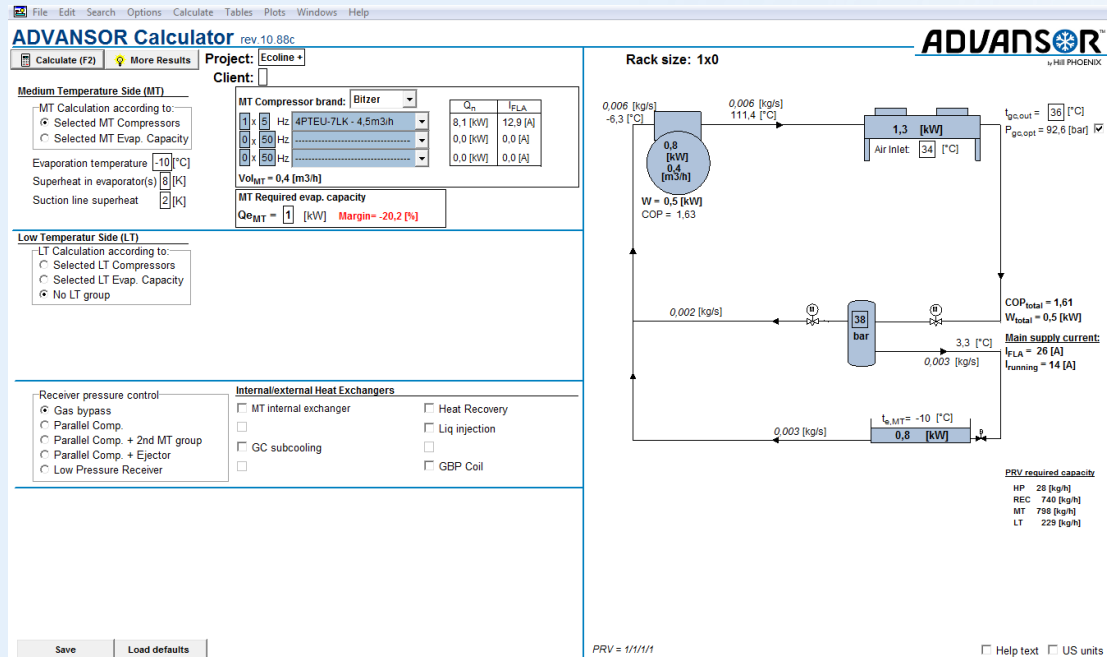 File Edit Search Options Calculate Tables Plots Windows Help
ADVANSOR Calculator rev.10.88c
Calculate (F2) More Results Project: Ecoline +
Client:
Medium Temperature Side (MT)
MT Calculation according to:
Selected MT Compressors
Selected MT Evap. Capacity
Evaporation temperature -10 [°C]
Superheat in evaporator(s) 8 [K]
Suction line superheat 2 [K]
MT Compressor brand: Bitzer
Qn IFLA
1 x 5 Hz 4PTEU-7LK - 4,5m3/h 8,1 [kW] 12,9 [A]
0 x 50 Hz ------------------------------ 0,0 [kW] 0,0 [A]
0 x 50 Hz ------------------------------ 0,0 [kW] 0,0 [A]
VolMT = 0,4 [m3/h]
MT Required evap. capacity
QeMT = 1 [kW] Margin= -20,2 [%]
Low Temperatur Side (LT)
LT Calculation according to:
Selected LT Compressors
Selected LT Evap. Capacity
No LT group
Receiver pressure control
Gas bypass
Parallel Comp.
Parallel Comp. + 2nd MT group
Parallel Comp. + Ejector
Low Pressure Receiver
Internal/external Heat Exchangers
MT internal exchanger Heat Recovery
Liq injection
GC subcooling
GBP Coil
Save Load defaults
ADVANSOR
by Hill PHOENIX
Rack size: 1x0
0,006 [kg/s]
-6,3 [°C]
0,006 [kg/s]
111,4 [°C]
1,3 [kW]
Air Inlet: 34 [°C]
tgc,out = 36 [°C]
Pgc,opt = 92,6 [bar]
0,8
[kW]
0,4
[m3/h]
W = 0,5 [kW]
COP = 1,63
0,002 [kg/s]
38
bar
COPtotal = 1,61
Wtotal = 0,5 [kW]
Main supply current:
IFLA = 26 [A]
Irunning = 14 [A]
3,3 [°C]
0,003 [kg/s]
te,MT= -10 [°C]
0,8 [kW]
0,003 [kg/s]
PRV required capacity
HP 28 [kg/h]
REC 740 [kg/h]
MT 798 [kg/h]
LT 229 [kg/h]
PRV = 1/1/1/1
Help text US units